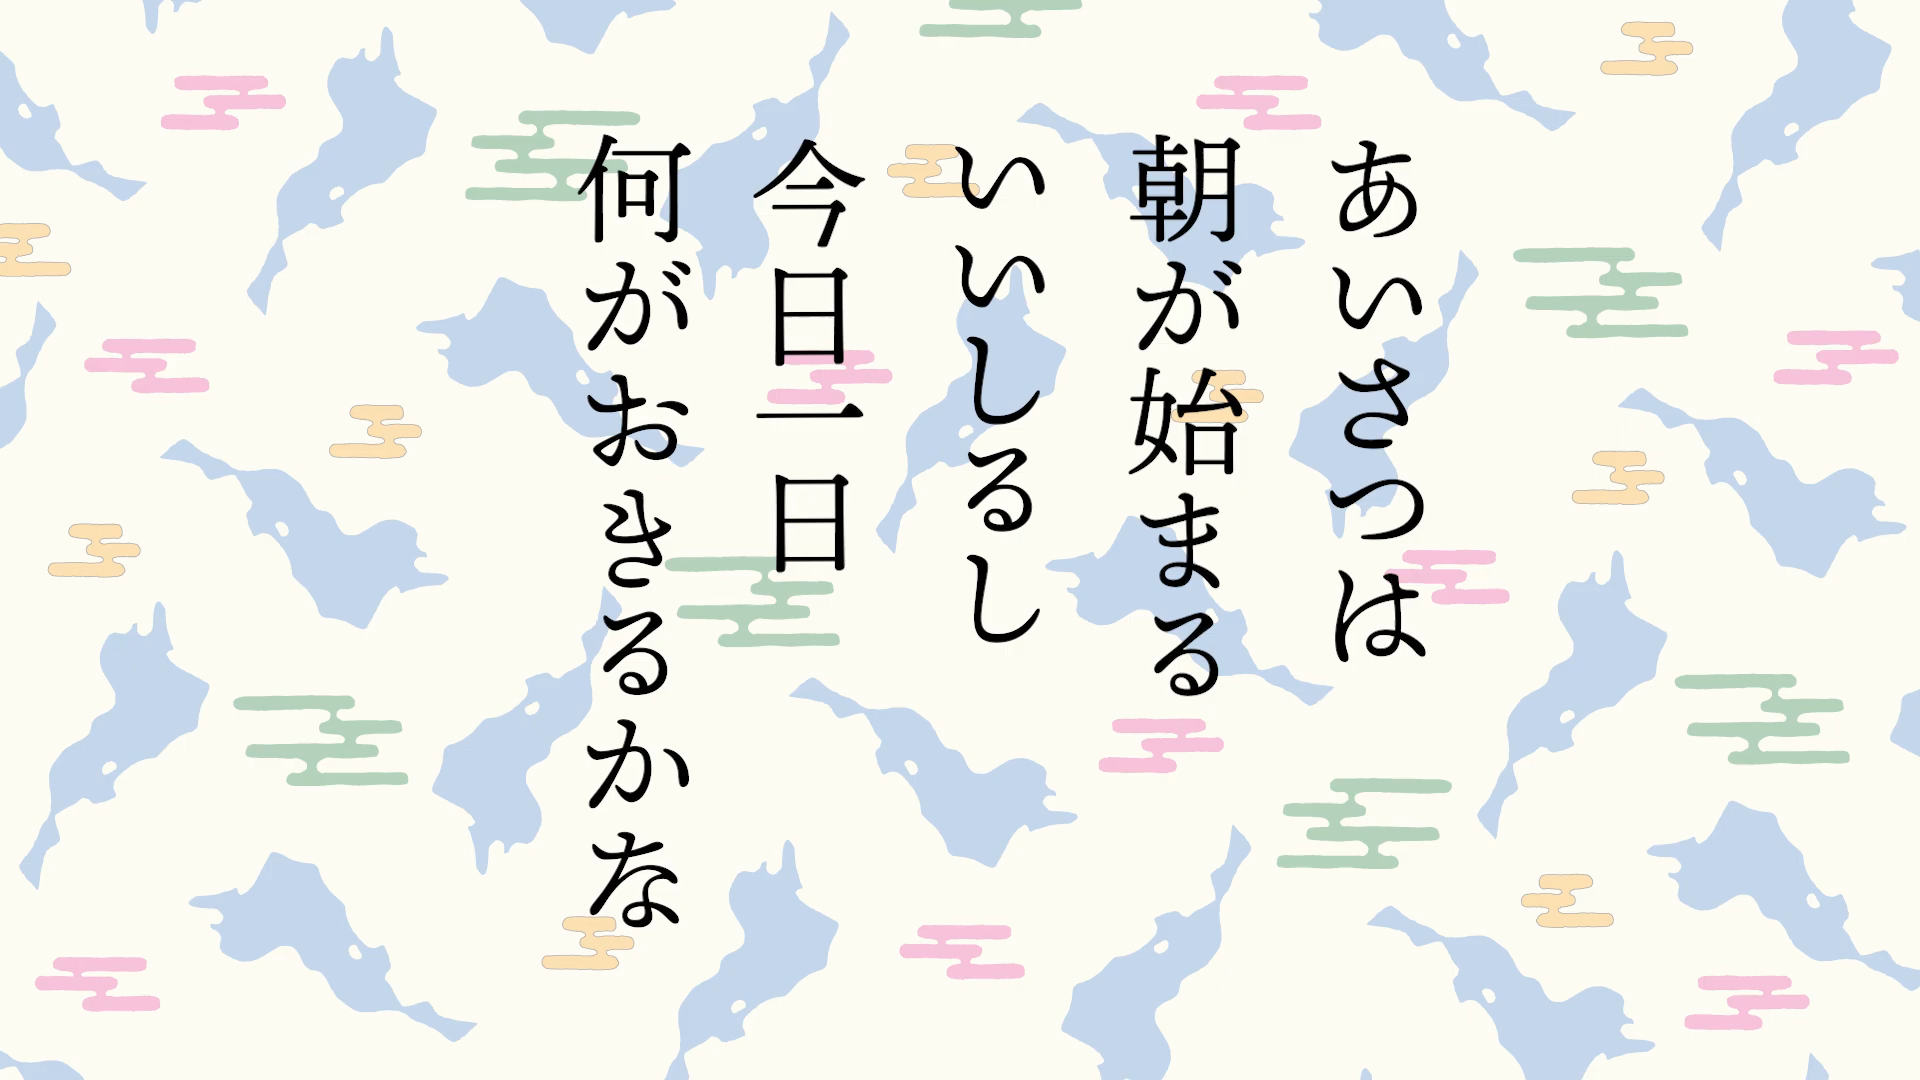 あいさつは
朝が始まる
いいしるし
今日一日
何がおきるかな